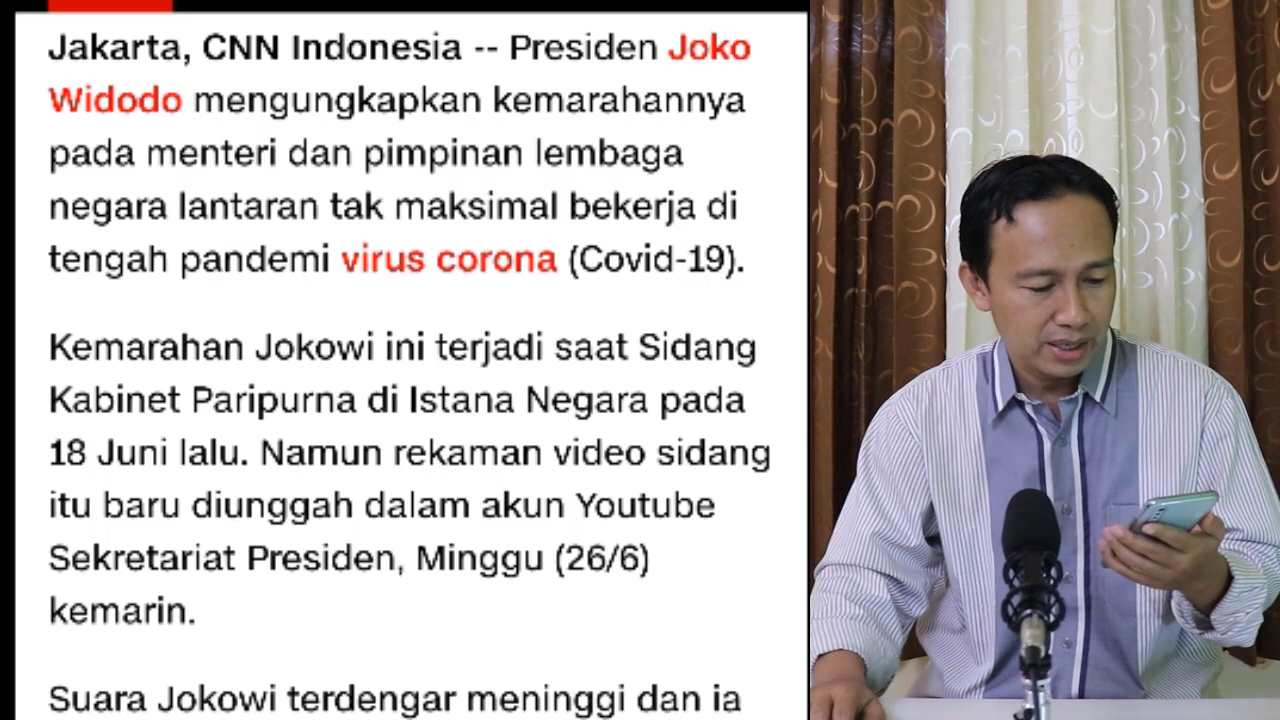 Jakarta, CNN Indonesia -- Presiden Joko
Widodo mengungkapkan kemarahannya
pada menteri dan pimpinan lembaga
negara lantaran tak maksimal bekerja di
tengah pandemi virus corona (Covid-19).
Kemarahan Jokowi ini terjadi saat Sidang
Kabinet Paripurna di Istana Negara pada
18 Juni lalu. Namun rekaman video sidang
itu baru diunggah dalam akun Youtube
Sekretariat Presiden, Minggu (26/6)
kemarin.
Suara Jokowi terdengar meninggi dan ia